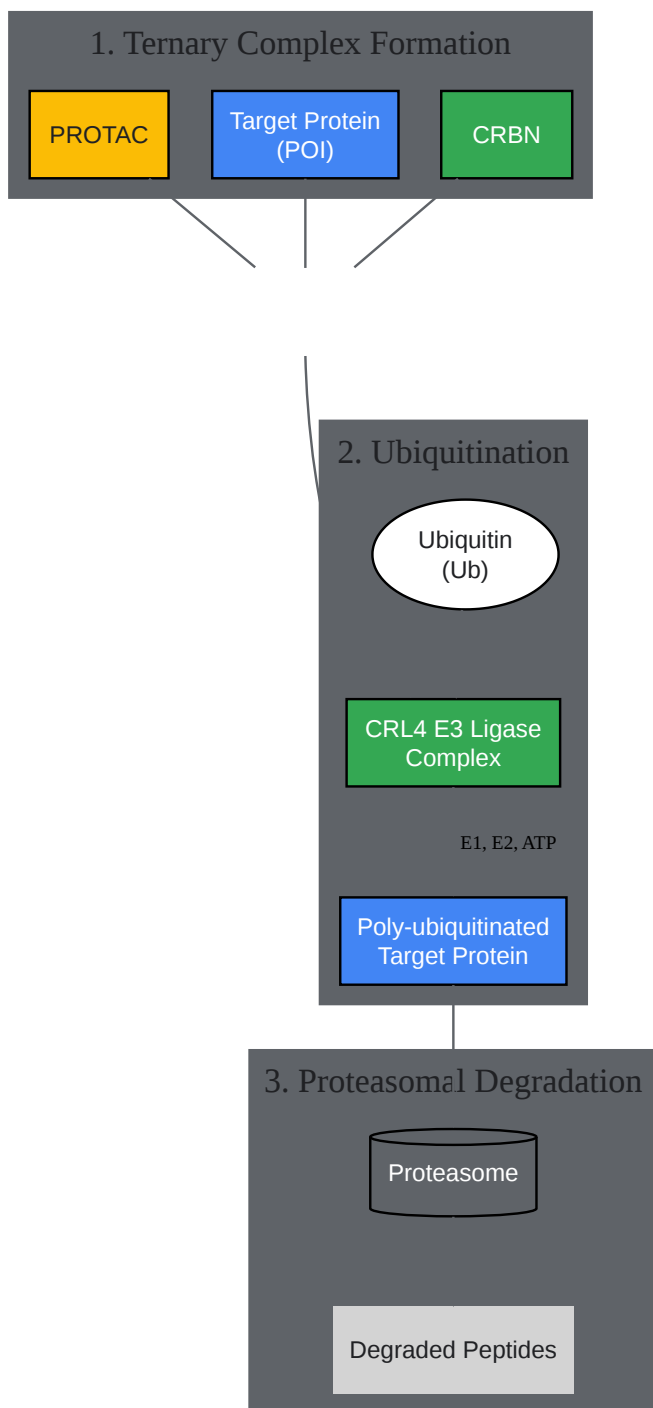 1. Ternary Complex Formation
PROTAC
Target Protein
(POI)
CRBN
2. Ubiquitination
Ubiquitin
(Ub)
CRL4 E3 Ligase
Complex
E1, E2, ATP
Poly-ubiquitinated
Target Protein
3. Proteasomal Degradation
Proteasome
Degraded Peptides